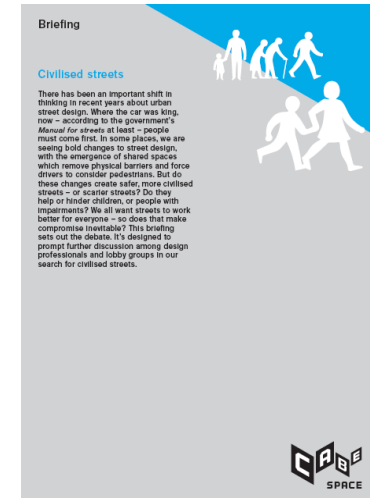 Briefing
Civilised streets
There has been an important shift in
thinking in recent years about urban
street design. Where the car was king,
now – according to the government's
Manual for streets at least – people
must come first. In some places, we are
seeing bold changes to street design,
with the emergence of shared spaces
which remove physical barriers and force
drivers to consider pedestrians. But do
these changes create safer, more civilised
streets – or scarier streets? Do they
help or hinder children, or people with
impairments? We all want streets to work
better for everyone – so does that make
compromise inevitable? This briefing
sets out the debate. It's designed to
prompt further discussion among design
professionals and lobby groups in our
search for civilised streets.
CABE
SPACE